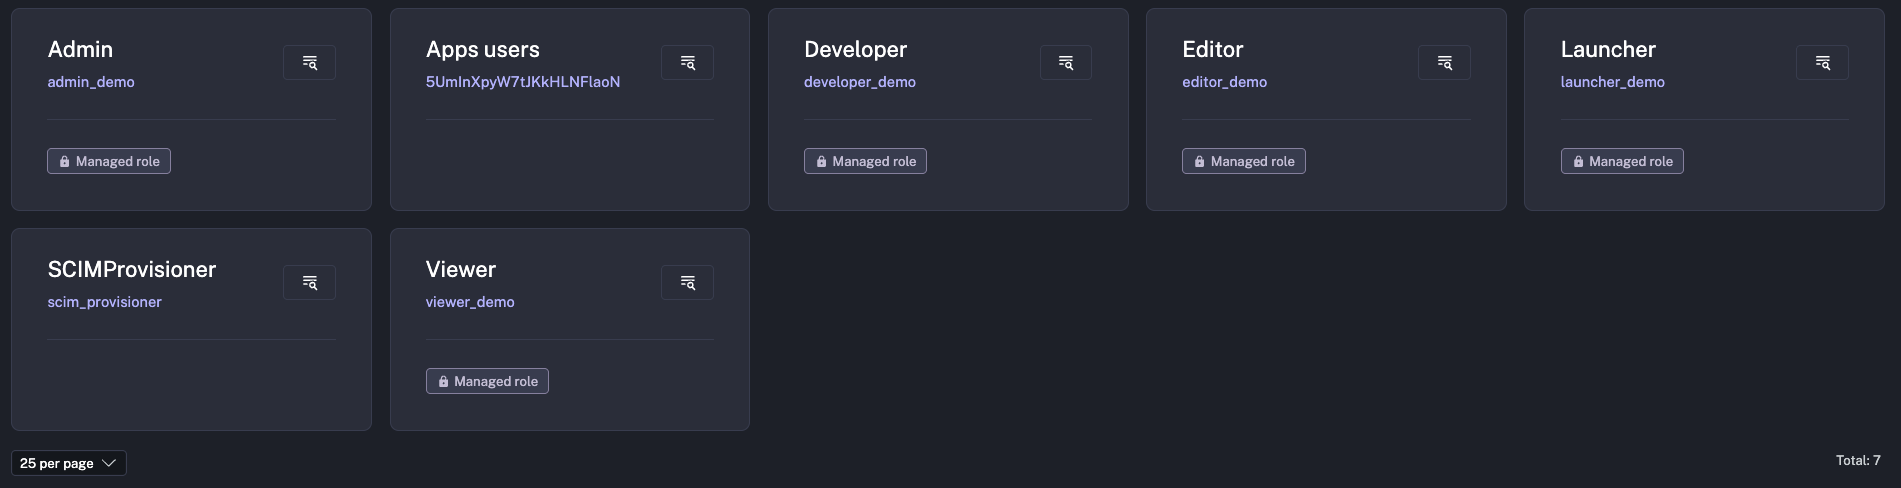 Admin
admin_demo
Managed role
Apps users
5UmInXpyW7tJKkHLNFlaoN
Developer
developer_demo
Managed role
Editor
editor_demo
Managed role
Launcher
launcher_demo
Managed role
SCIMProvisioner
scim_provisioner
Viewer
viewer_demo
Managed role
25 per page
Total: 7